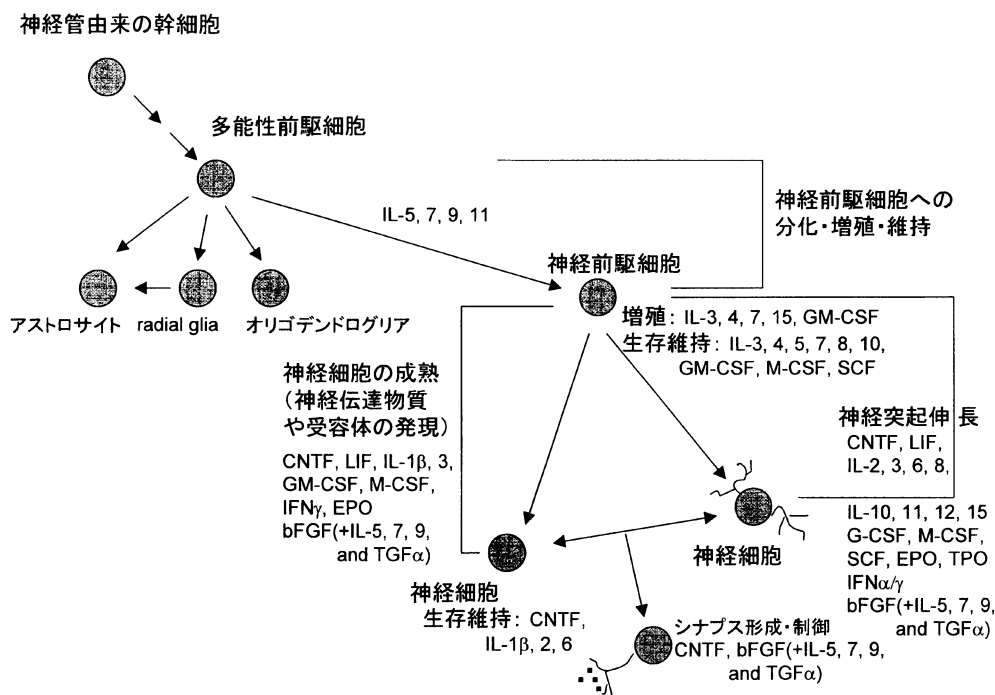 神経管由来の幹細胞
多能性前駆細胞
IL-5, 7, 9, 11
神経前駆細胞への
分化・増殖・維持
神経前駆細胞
アストロサイト
radial glia
オリゴデンドログリア
増殖: IL-3, 4, 7, 15, GM-CSF
生存維持: IL-3, 4, 5, 7, 8, 10,
GM-CSF, M-CSF, SCF
神経細胞の成熟
(神経伝達物質
や受容体の発現)
CNTF, LIF, IL-1β, 3,
GM-CSF, M-CSF,
IFNγ, EPO
bFGF(+IL-5, 7, 9,
and TGFα)
神経突起伸 長
CNTF, LIF,
IL-2, 3, 6, 8,
IL-10, 11, 12, 15
G-CSF, M-CSF,
SCF, EPO, TPO
IFNα/γ
bFGF(+IL-5, 7, 9,
and TGFα)
神経細胞
神経細胞
生存維持: CNTF,
IL-1β, 2, 6
シナプス形成・制御
CNTF, bFGF(+IL-5, 7, 9,
and TGFα)